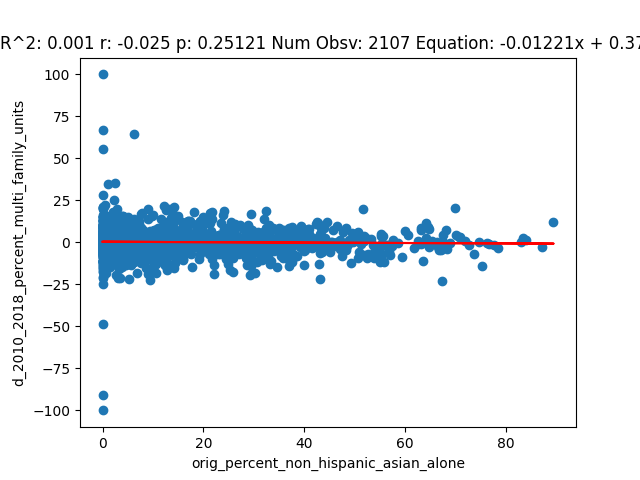 R^2: 0.001 r: -0.025 p: 0.25121 Num Obsv: 2107 Equation: -0.01221x + 0.37
100
75
50
25
0
−25
−50
−75
−100
d_2010_2018_percent_multi_family_units
0 20 40 60 80
orig_percent_non_hispanic_asian_alone